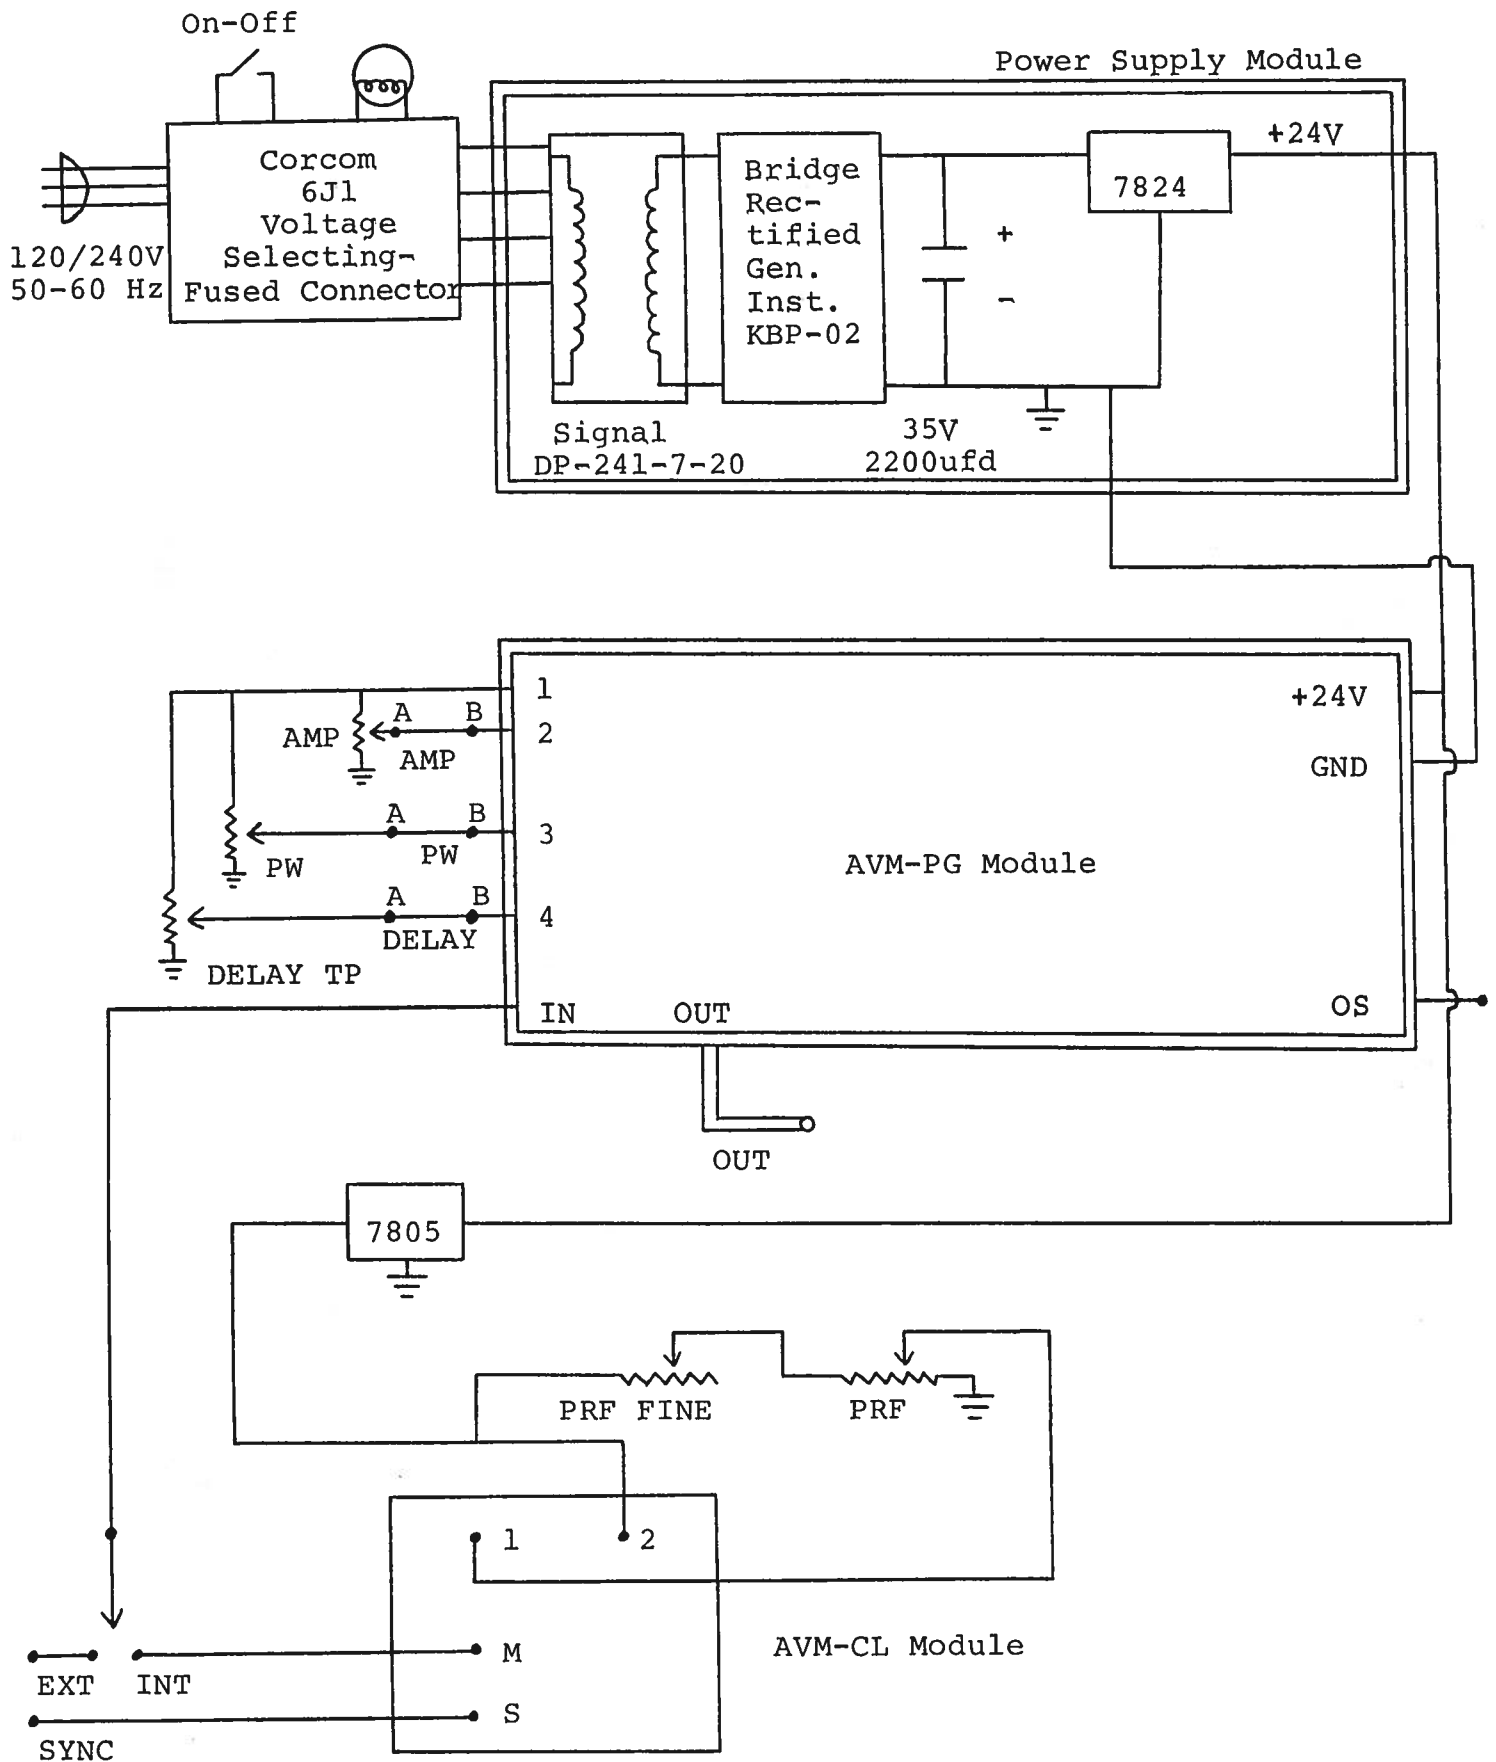 On-Off
Power Supply Module
Corcom
6J1
Voltage
Selecting-
Fused Connector
120/240V
50-60 Hz
Bridge
Rec-
tified
Gen.
Inst.
KBP-02
+
-
7824
+24V
Signal
DP-241-7-20
35V
2200ufd
1
2
3
4
IN
OUT
+24V
GND
OS
AVM-PG Module
AMP
A B
AMP
A B
PW
PW
A B
DELAY
DELAY TP
OUT
7805
PRF FINE
PRF
1
2
M
S
AVM-CL Module
EXT INT
SYNC